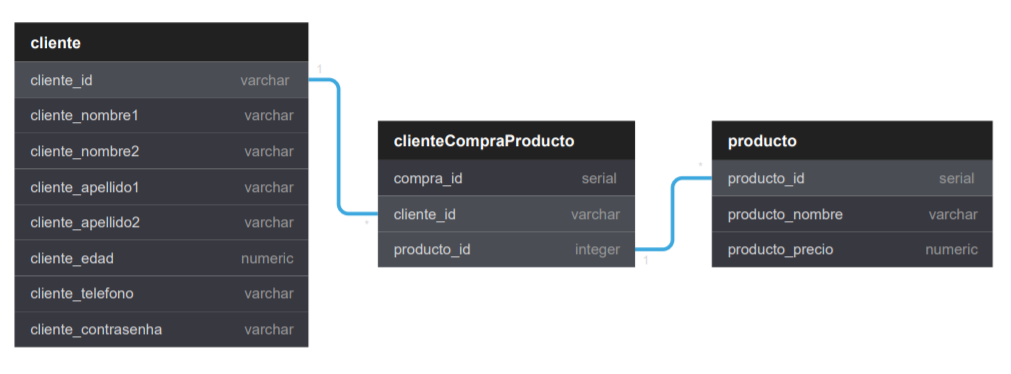 cliente
cliente_id varchar
cliente_nombre1 varchar
cliente_nombre2 varchar
cliente_apellido1 varchar
cliente_apellido2 varchar
cliente_edad numeric
cliente_telefono varchar
cliente_contrasenha varchar
1
*
clienteCompraProducto
compra_id serial
cliente_id varchar
producto_id integer
1
*
producto
producto_id serial
producto_nombre varchar
producto_precio numeric